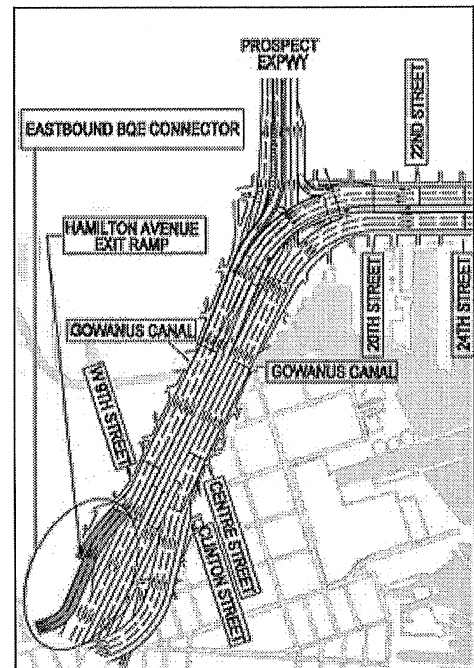 PROSPECT
EXPWY
22ND STREET
EASTBOUND BQE CONNECTOR
HAMILTON AVENUE
EXIT RAMP
20TH STREET
24TH STREET
GOWANUS CANAL
GOWANUS CANAL
W 9TH STREET
CENTRE STREET
CLINTON STREET